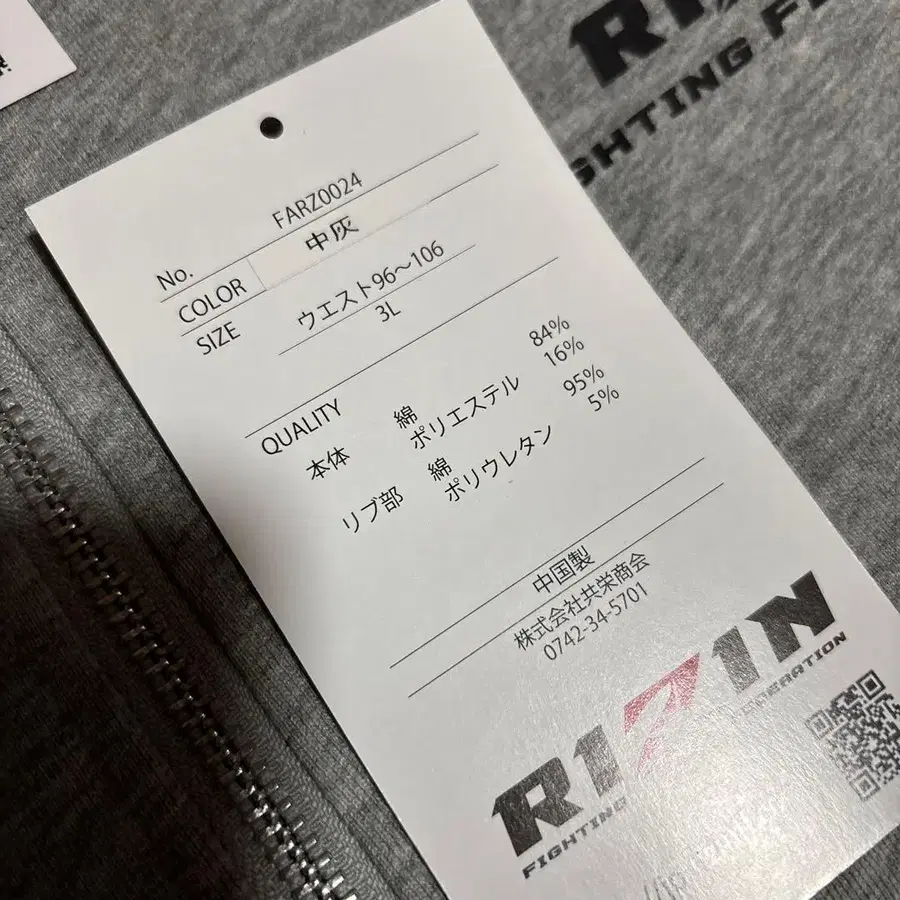 R1Z
FIGHTING F
No. FARZ0024
COLOR 中灰
SIZE ウエスト96～106
3L
QUALITY
本体 綿 84%
ポリエステル 16%
リブ部 綿 95%
ポリウレタン 5%
中国製
株式会社共栄商会
0742-34-5701
R1Z1N
FIGHTING FEDERATION